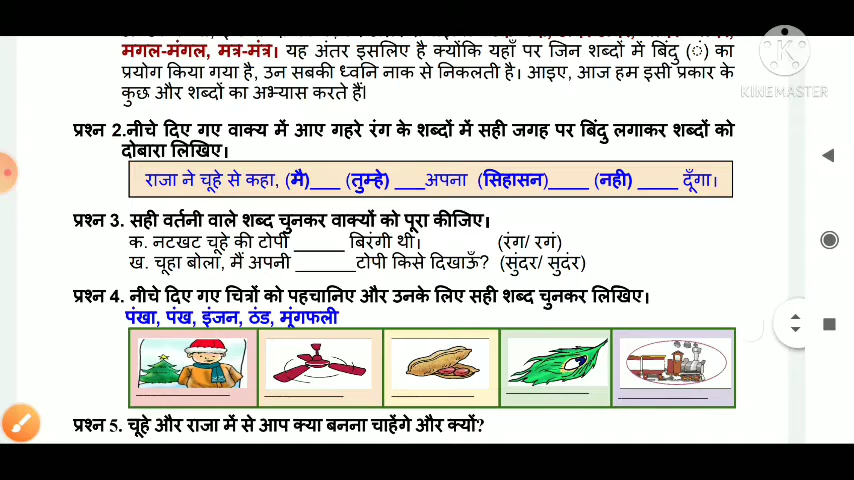 मगल-मंगल, मत्र-मंत्र। यह अंतर इसलिए है क्योंकि यहाँ पर जिन शब्दों में बिंदु (ं) का
प्रयोग किया गया है, उन सबकी ध्वनि नाक से निकलती है। आइए, आज हम इसी प्रकार के
कुछ और शब्दों का अभ्यास करते हैं।
KINEMASTER
प्रश्न 2.नीचे दिए गए वाक्य में आए गहरे रंग के शब्दों में सही जगह पर बिंदु लगाकर शब्दों को
दोबारा लिखिए।
राजा ने चूहे से कहा, (मै)___ (तुम्हे) ___अपना (सिहासन)____ (नही) ____ दूँगा।
प्रश्न 3. सही वर्तनी वाले शब्द चुनकर वाक्यों को पूरा कीजिए।
क. नटखट चूहे की टोपी _____ बिरंगी थी। (रंग/ रगं)
ख. चूहा बोला, मैं अपनी ______टोपी किसे दिखाऊँ? (सुंदर/ सुदंर)
प्रश्न 4. नीचे दिए गए चित्रों को पहचानिए और उनके लिए सही शब्द चुनकर लिखिए।
पंखा, पंख, इंजन, ठंड, मूंगफली
प्रश्न 5. चूहे और राजा में से आप क्या बनना चाहेंगे और क्यों?